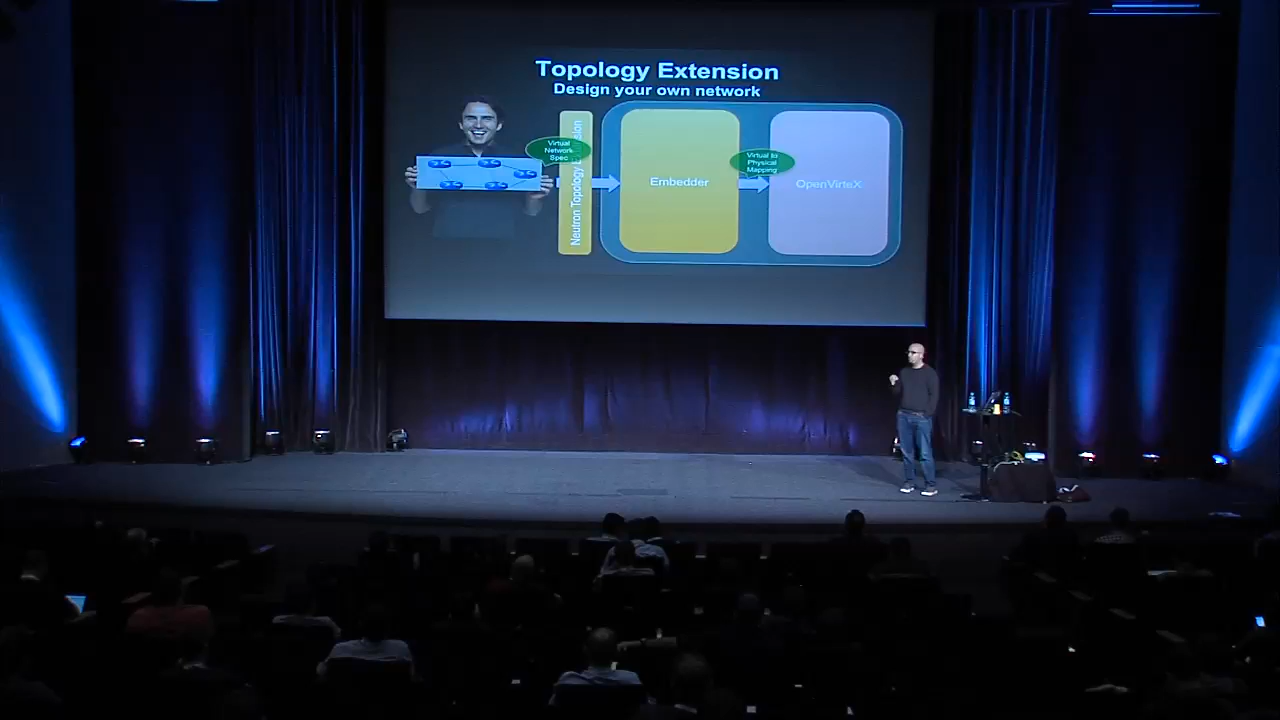 Topology Extension
Design your own network
Virtual
Network
Spec
Neutron Topology Extension
Embedder
Virtual to
Physical
Mapping
OpenVirteX